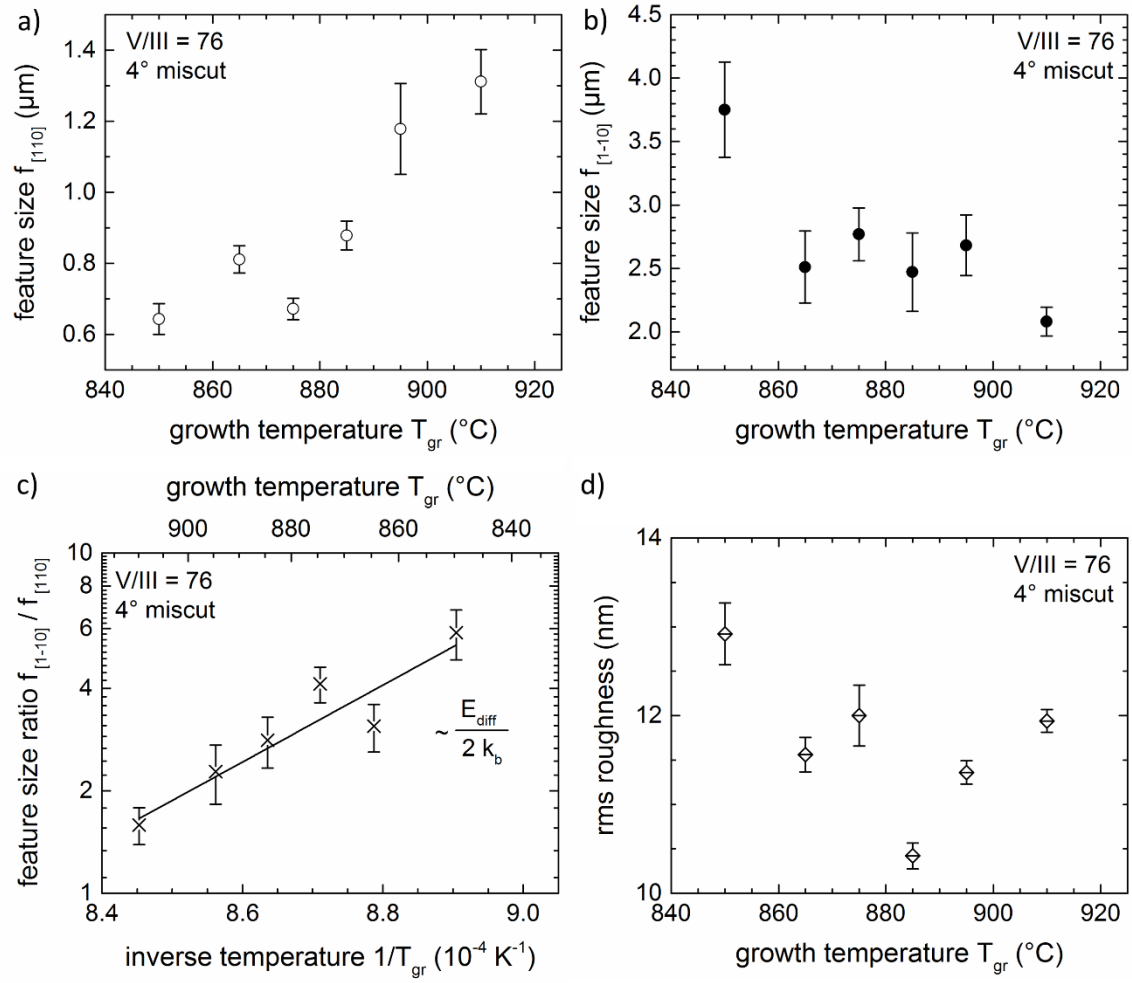 a)
V/III = 76
4° miscut
feature size f[110] (µm)
1.4
1.2
1.0
0.8
0.6
840 860 880 900 920
growth temperature Tgr (°C)
b)
V/III = 76
4° miscut
feature size f[1-10] (µm)
4.5
4.0
3.5
3.0
2.5
2.0
840 860 880 900 920
growth temperature Tgr (°C)
c)
growth temperature Tgr (°C)
900 880 860 840
V/III = 76
4° miscut
feature size ratio f[1-10] / f[110]
10
8
6
4
2
1
~ Ediff
2 kb
8.4 8.6 8.8 9.0
inverse temperature 1/Tgr (10-4 K-1)
d)
V/III = 76
4° miscut
rms roughness (nm)
14
13
12
11
10
840 860 880 900 920
growth temperature Tgr (°C)